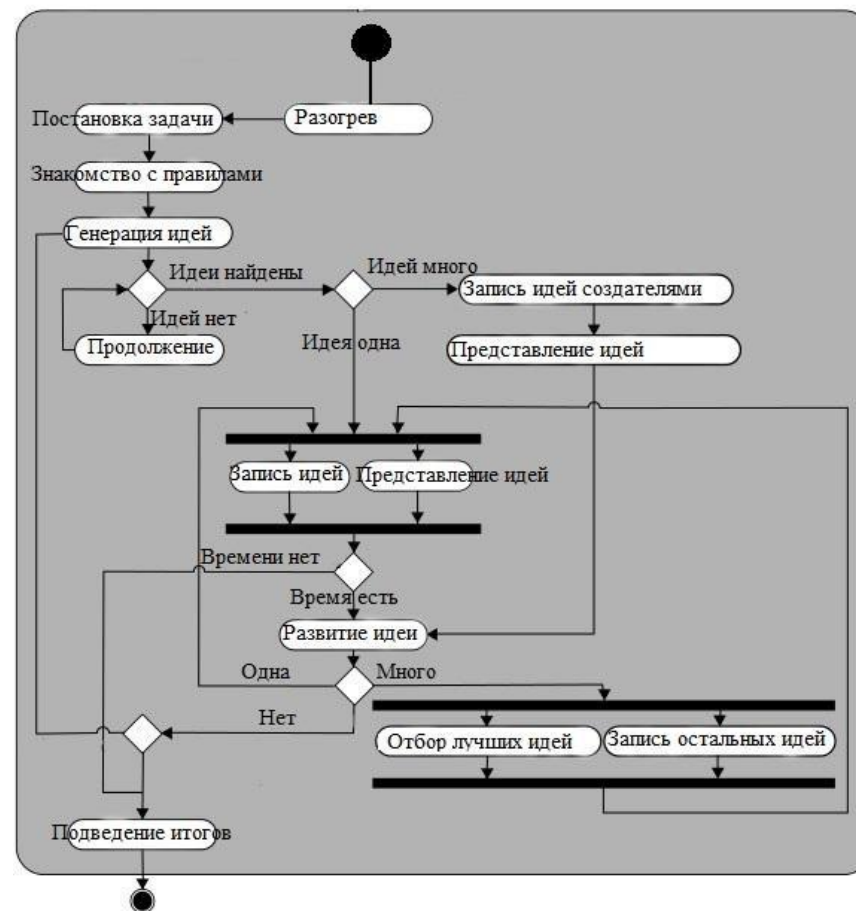 Разогрев
Постановка задачи
Знакомство с правилами
Генерация идей
Идеи найдены
Идей много
Запись идей создателями
Идей нет
Продолжение
Идея одна
Представление идей
Запись идей
Представление идей
Времени нет
Время есть
Развитие идеи
Одна
Много
Нет
Отбор лучших идей
Запись остальных идей
Подведение итогов